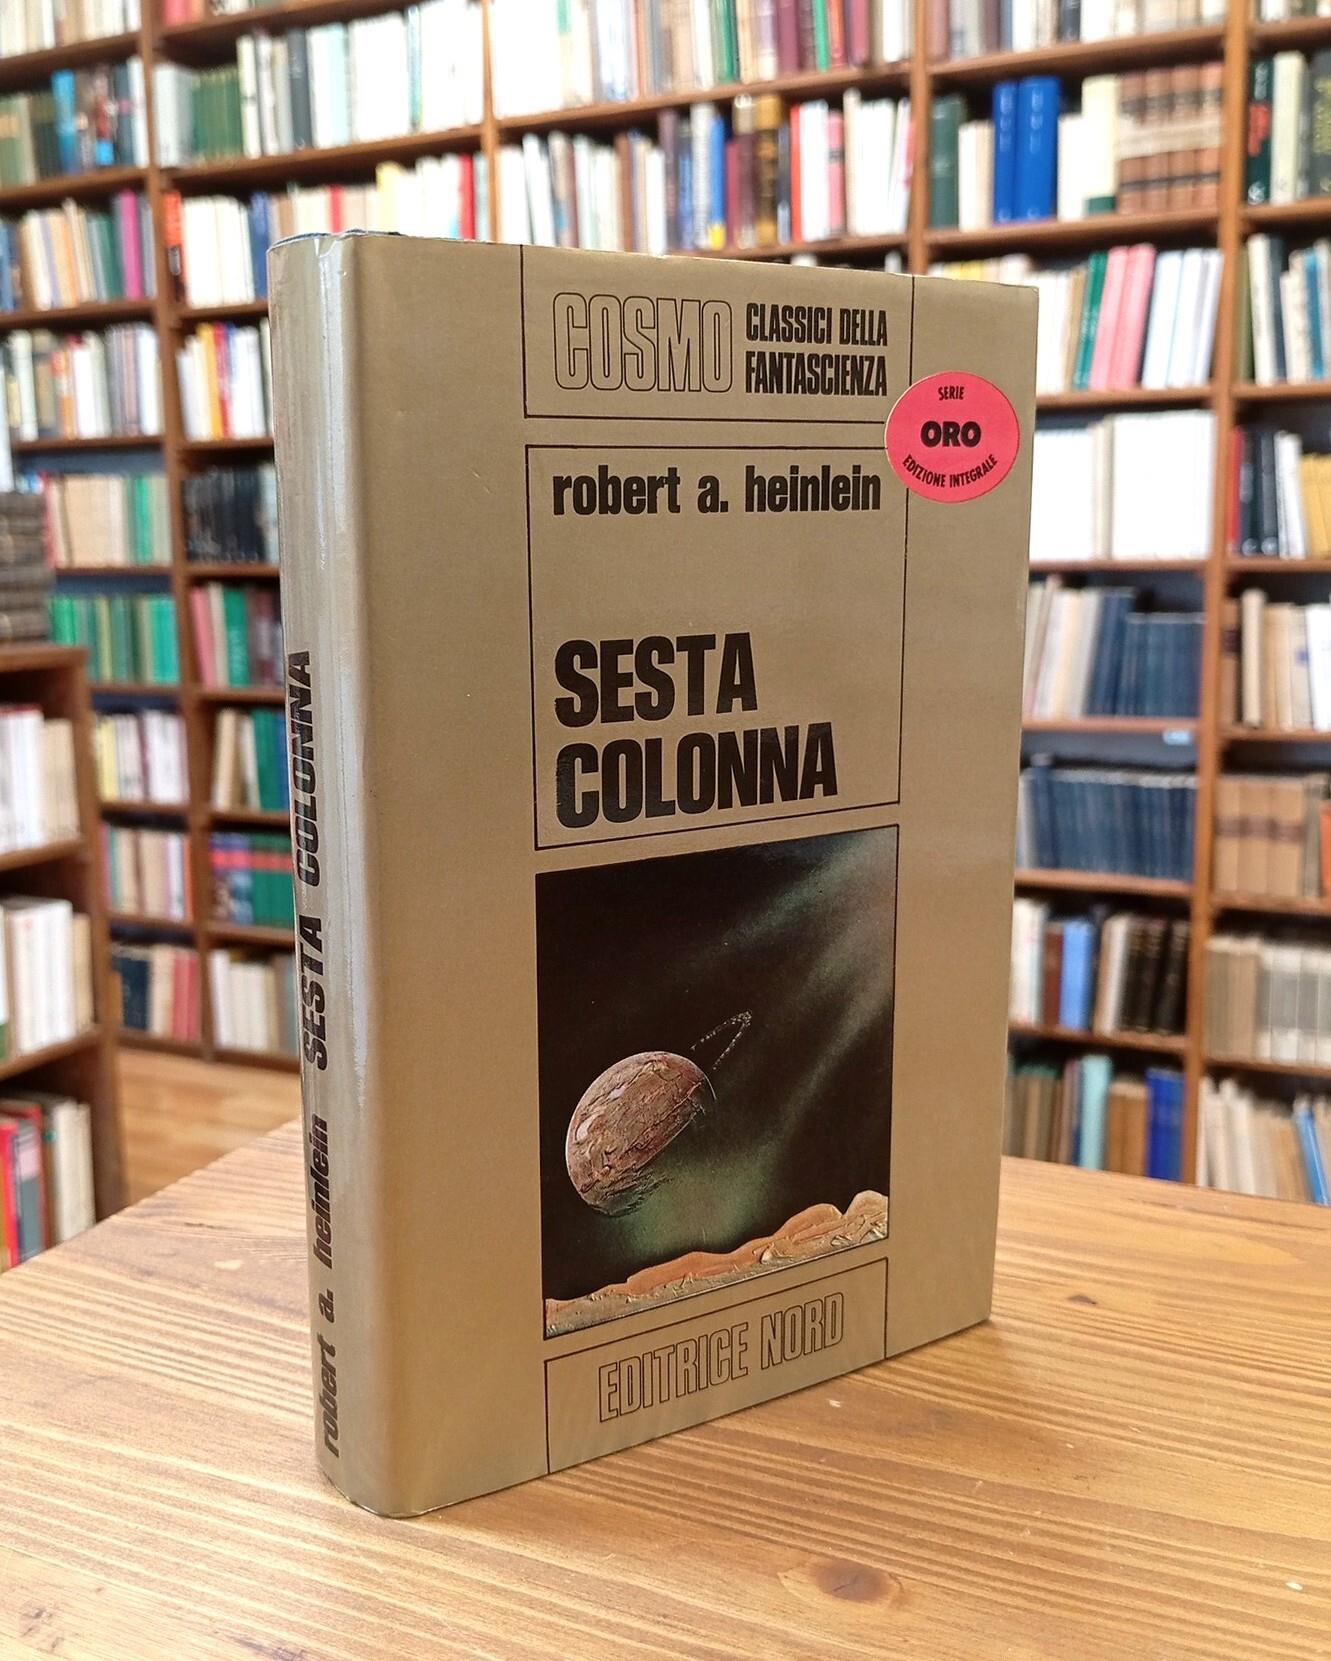 COSMO
CLASSICI DELLA
FANTASCIENZA
SERIE
ORO
EDIZIONE INTEGRALE
robert a. heinlein
SESTA
COLONNA
EDITRICE NORD
robert a. heinlein SESTA COLONNA